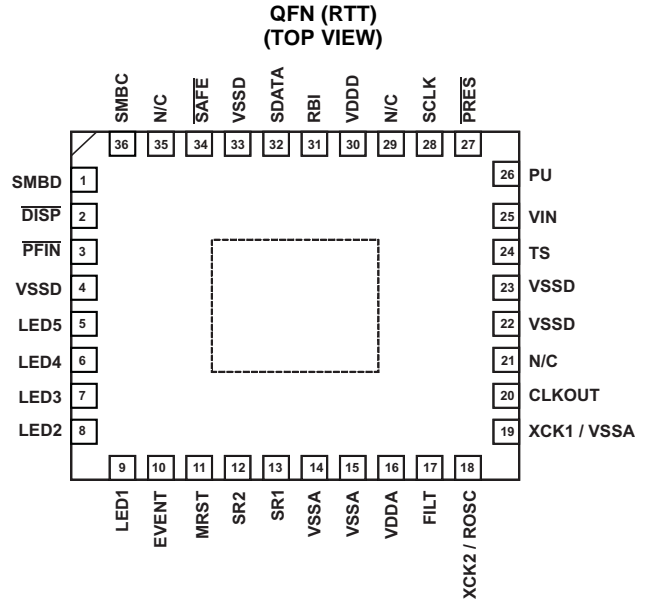 QFN (RTT)
(TOP VIEW)
SMBC
N/C
SAFE
VSSD
SDATA
RBI
VDDD
N/C
SCLK
PRES
36 35 34 33 32 31 30 29 28 27
SMBD 1
DISP 2
PFIN 3
VSSD 4
LED5 5
LED4 6
LED3 7
LED2 8
26 PU
25 VIN
24 TS
23 VSSD
22 VSSD
21 N/C
20 CLKOUT
19 XCK1 / VSSA
9 10 11 12 13 14 15 16 17 18
LED1
EVENT
MRST
SR2
SR1
VSSA
VSSA
VDDA
FILT
XCK2 / ROSC